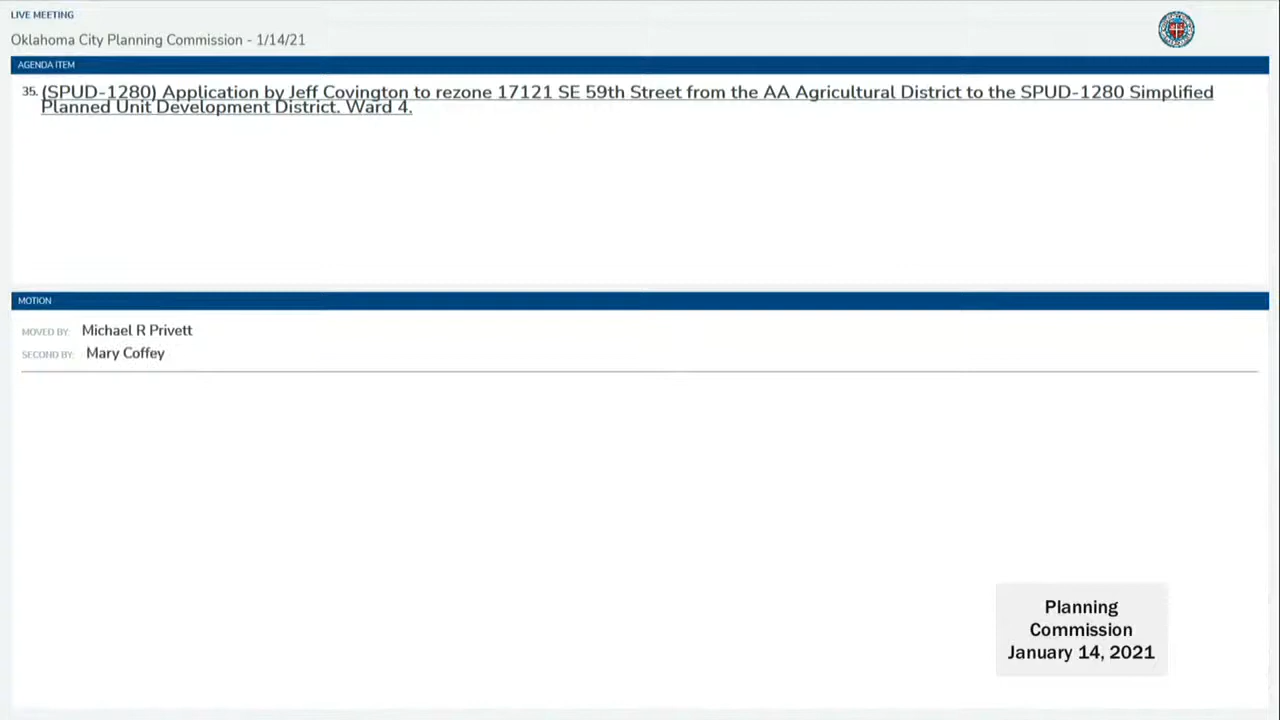 LIVE MEETING
Oklahoma City Planning Commission - 1/14/21
AGENDA ITEM
35. (SPUD-1280) Application by Jeff Covington to rezone 17121 SE 59th Street from the AA Agricultural District to the SPUD-1280 Simplified
Planned Unit Development District. Ward 4.
MOTION
MOVED BY: Michael R Privett
SECOND BY: Mary Coffey
Planning
Commission
January 14, 2021